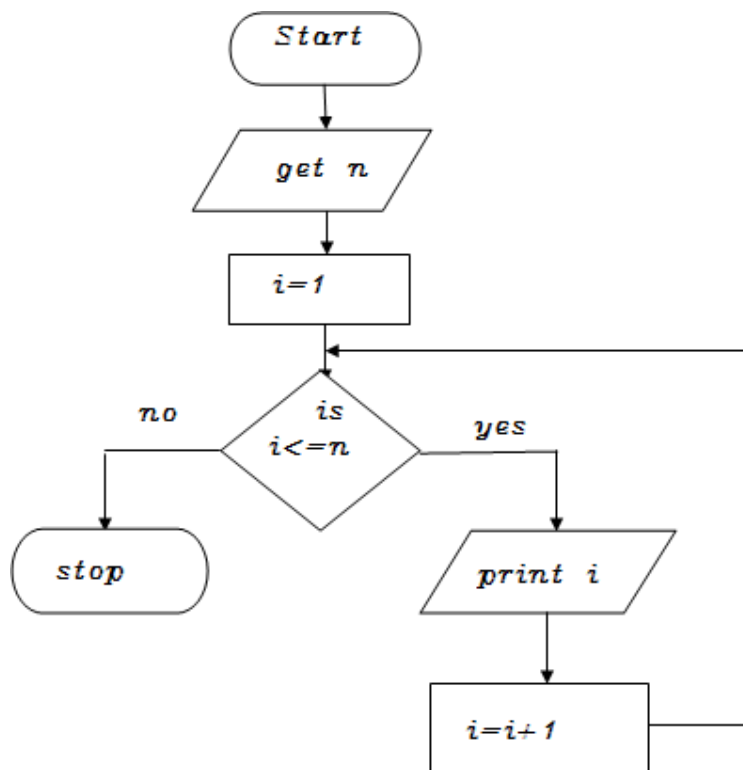 Start
get n
i=1
is
i<=n
no
yes
stop
print i
i=i+1